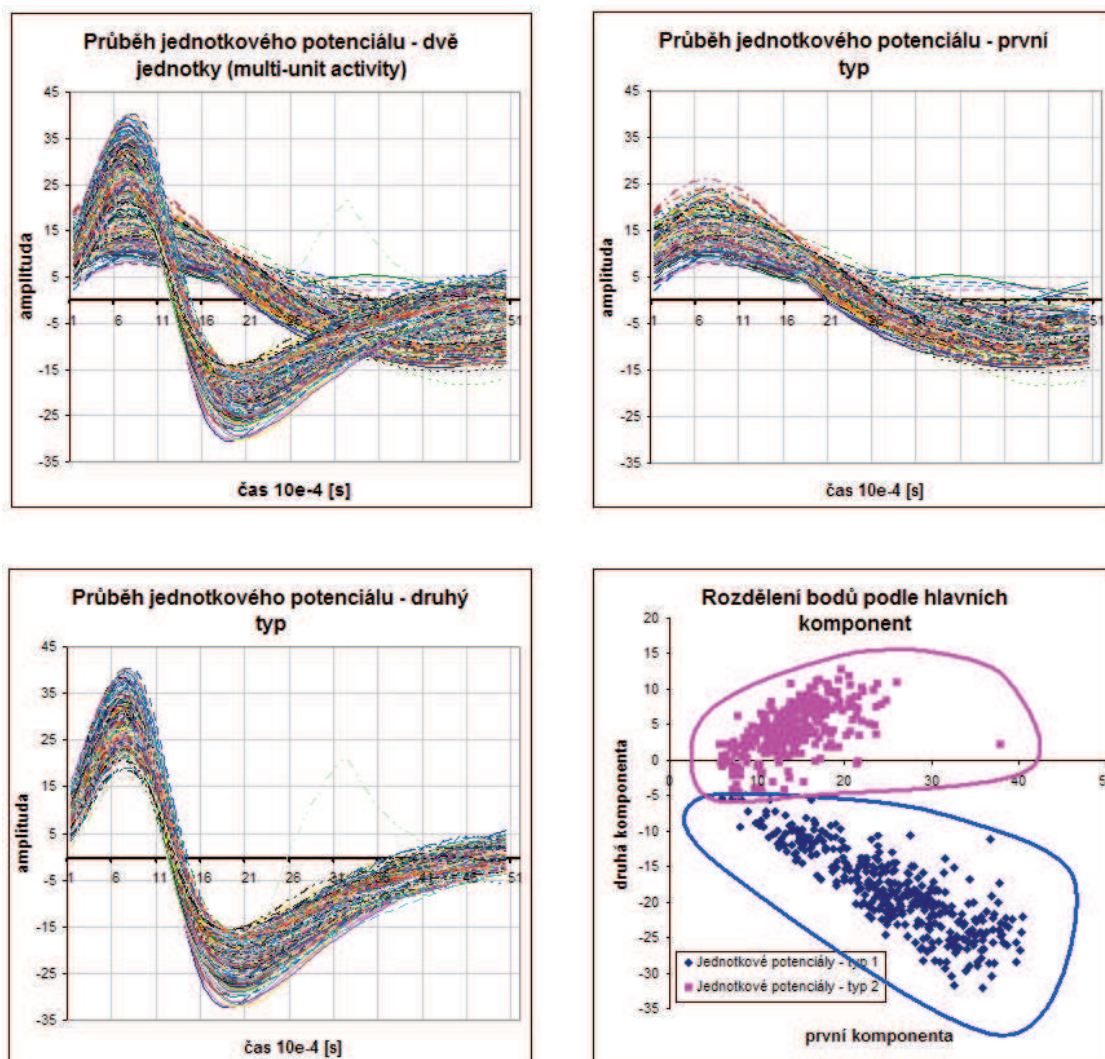 Průběh jednotkového potenciálu - dvě
jednotky (multi-unit activity)
45
35
25
15
5
-5
-15
-25
-35
amplituda
1 6 11 16 21 51
čas 10e-4 [s]
Průběh jednotkového potenciálu - první
typ
45
35
25
15
5
-5
-15
-25
-35
amplituda
1 6 11 16 21 51
čas 10e-4 [s]
Průběh jednotkového potenciálu - druhý
typ
45
35
25
15
5
-5
-15
-25
-35
amplituda
1 6 11 16 21 26 31 36 41 46 51
čas 10e-4 [s]
Rozdělení bodů podle hlavních
komponent
20
15
10
5
0
-5
-10
-15
-20
-25
-30
-35
druhá komponenta
0 10 20 30 40 50
Jednotkové potenciály - typ 1
Jednotkové potenciály - typ 2
první komponenta